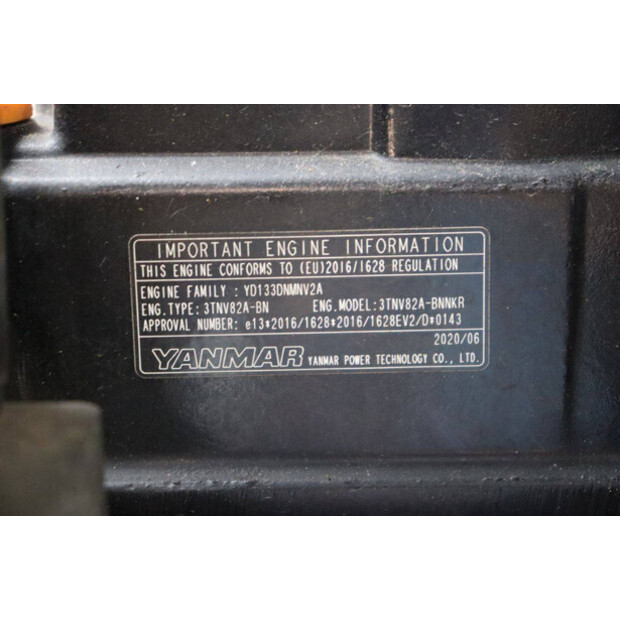 IMPORTANT ENGINE INFORMATION
THIS ENGINE CONFORMS TO (EU)2016/1628 REGULATION
ENGINE FAMILY : YD133DNMNV2A
ENG.TYPE: 3TNV82A-BN ENG.MODEL:3TNV82A-BNNKR
APPROVAL NUMBER: e13*2016/1628*2016/1628EV2/D*0143
2020/06
YANMAR YANMAR POWER TECHNOLOGY CO., LTD.